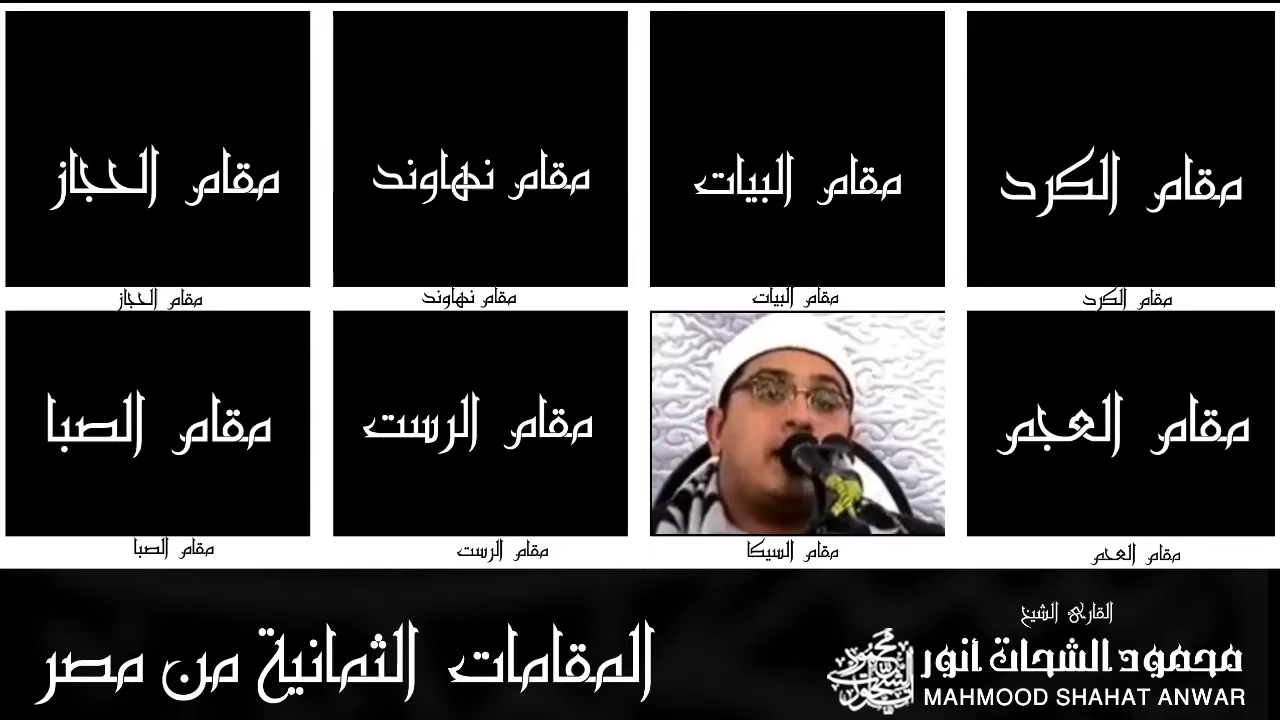 مقام الكرد
مقام البيات
مقام نهاوند
مقام الحجاز
مقام الكرد
مقام البيات
مقام نهاوند
مقام الحجاز
مقام العجم
مقام الرست
مقام الصبا
مقام العجم
مقام السيكا
مقام الرست
مقام الصبا
القارئ الشيخ
محمود الشحات أنور
MAHMOOD SHAHAT ANWAR
المقامات الثمانية من مصر